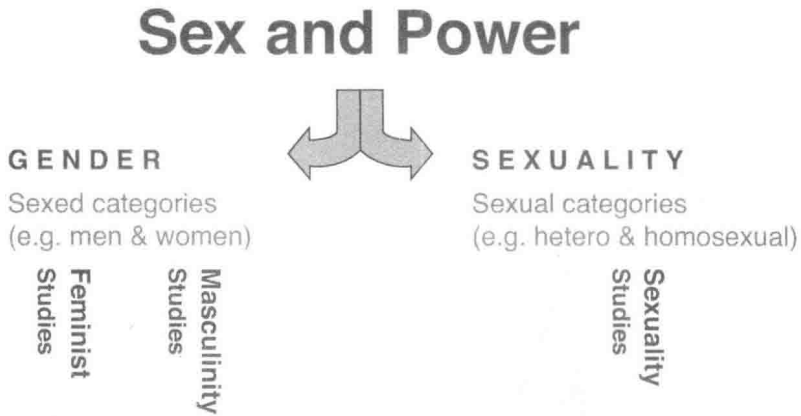 Sex and Power
GENDER
Sexed categories
(e.g. men & women)
Feminist
Studies
Masculinity
Studies
SEXUALITY
Sexual categories
(e.g. hetero & homosexual)
Sexuality
Studies